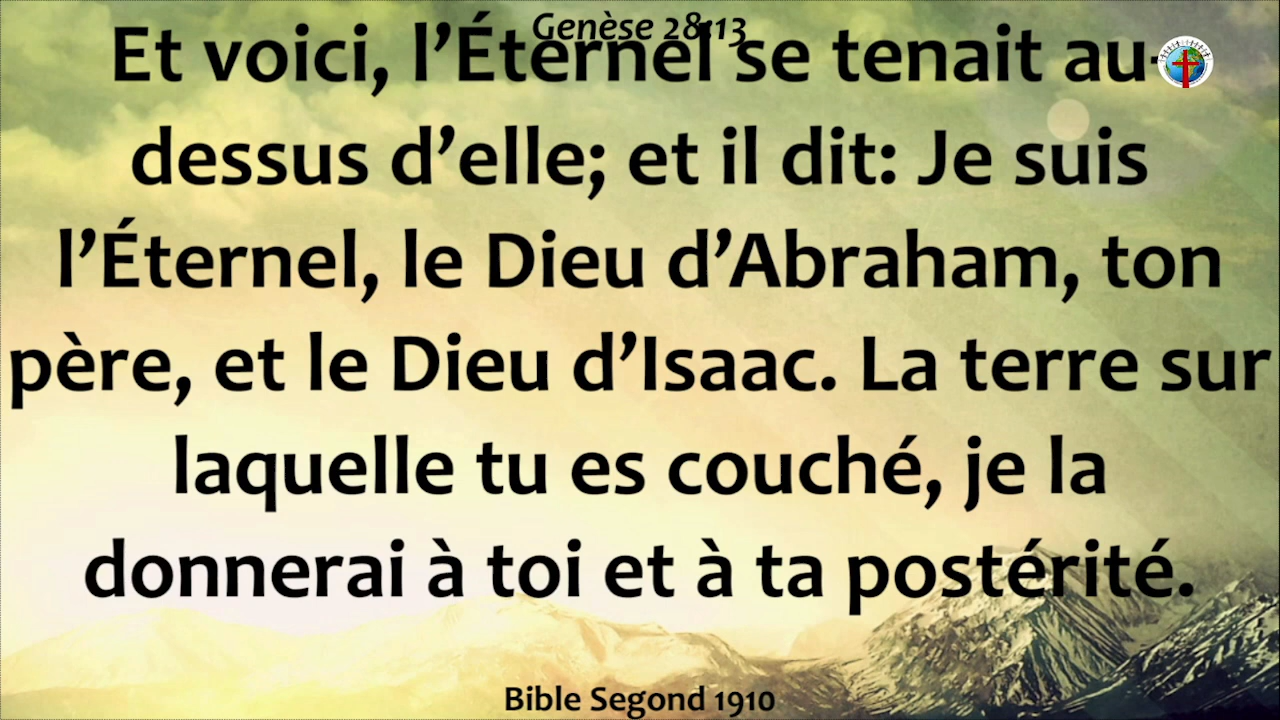 Genèse 28:13
Et voici, l’Éternel se tenait au-
dessus d’elle; et il dit: Je suis
l’Éternel, le Dieu d’Abraham, ton
père, et le Dieu d’Isaac. La terre sur
laquelle tu es couché, je la
donnerai à toi et à ta postérité.
Bible Segond 1910